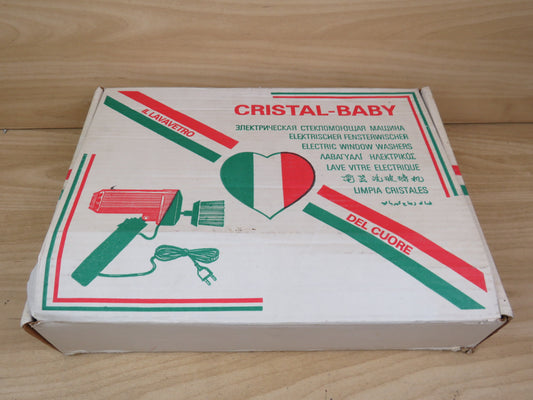 IL LAVAVETRO
CRISTAL-BABY
ЭЛЕКТРИЧЕСКАЯ СТЕКЛОМОЮЩАЯ МАШИНА
ELEKTRISCHER FENSTERWISCHER
ELECTRIC WINDOW WASHERS
ΛΑΒΑΓΥΑΛΙ ΗΛΕΚΤΡΙΚΌΣ
LAVE VITRE ELECTRIQUE
LIMPIA CRISTALES
DEL CUORE